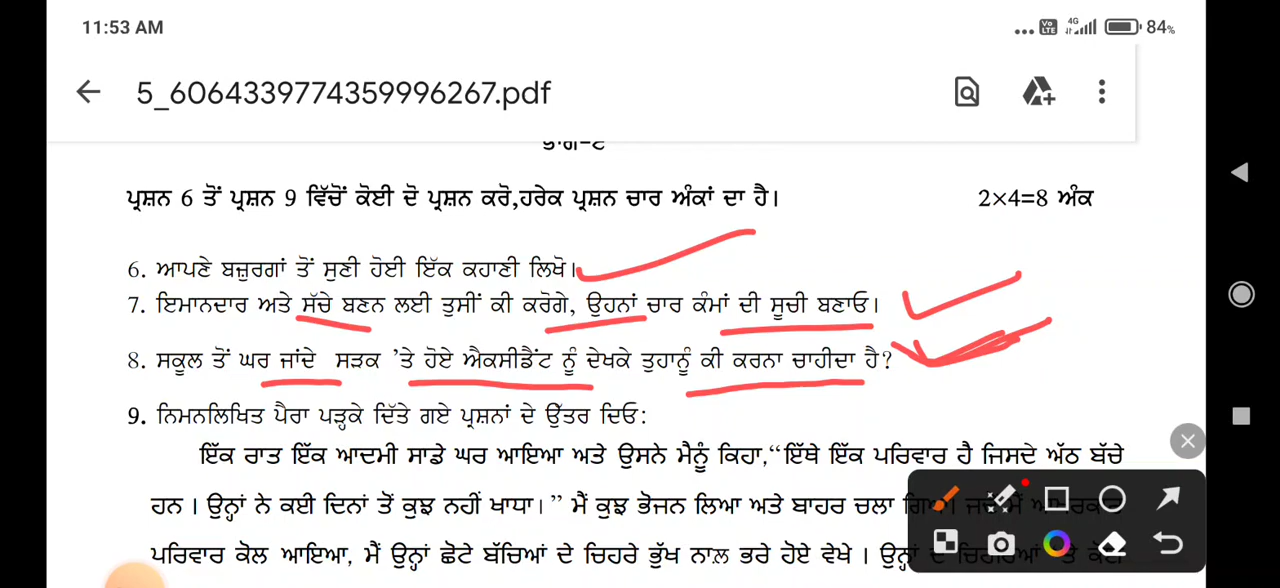 11:53 AM
Vo LTE 4G 84%
5_6064339774359996267.pdf
ਭਾਗ-ੲ
ਪ੍ਰਸ਼ਨ 6 ਤੋਂ ਪ੍ਰਸ਼ਨ 9 ਵਿੱਚੋਂ ਕੋਈ ਦੋ ਪ੍ਰਸ਼ਨ ਕਰੋ,ਹਰੇਕ ਪ੍ਰਸ਼ਨ ਚਾਰ ਅੰਕਾਂ ਦਾ ਹੈ। 2×4=8 ਅੰਕ
6. ਆਪਣੇ ਬਜ਼ੁਰਗਾਂ ਤੋਂ ਸੁਣੀ ਹੋਈ ਇੱਕ ਕਹਾਣੀ ਲਿਖੋ।
7. ਇਮਾਨਦਾਰ ਅਤੇ ਸੱਚੇ ਬਣਨ ਲਈ ਤੁਸੀਂ ਕੀ ਕਰੋਗੇ, ਉਹਨਾਂ ਚਾਰ ਕੰਮਾਂ ਦੀ ਸੂਚੀ ਬਣਾਓ।
8. ਸਕੂਲ ਤੋਂ ਘਰ ਜਾਂਦੇ ਸੜਕ ’ਤੇ ਹੋਏ ਐਕਸੀਡੈਂਟ ਨੂੰ ਦੇਖਕੇ ਤੁਹਾਨੂੰ ਕੀ ਕਰਨਾ ਚਾਹੀਦਾ ਹੈ?
9. ਨਿਮਨਲਿਖਿਤ ਪੈਰਾ ਪੜ੍ਹਕੇ ਦਿੱਤੇ ਗਏ ਪ੍ਰਸ਼ਨਾਂ ਦੇ ਉੱਤਰ ਦਿਓ:
ਇੱਕ ਰਾਤ ਇੱਕ ਆਦਮੀ ਸਾਡੇ ਘਰ ਆਇਆ ਅਤੇ ਉਸਨੇ ਮੈਨੂੰ ਕਿਹਾ,“ਇੱਥੇ ਇੱਕ ਪਰਿਵਾਰ ਹੈ ਜਿਸਦੇ ਅੱਠ ਬੱਚੇ
ਹਨ। ਉਨ੍ਹਾਂ ਨੇ ਕਈ ਦਿਨਾਂ ਤੋਂ ਕੁਝ ਨਹੀਂ ਖਾਧਾ।” ਮੈਂ ਕੁਝ ਭੋਜਨ ਲਿਆ ਅਤੇ ਬਾਹਰ ਚਲਾ
ਪਰਿਵਾਰ ਕੋਲ ਆਇਆ, ਮੈਂ ਉਨ੍ਹਾਂ ਛੋਟੇ ਬੱਚਿਆਂ ਦੇ ਚਿਹਰੇ ਭੁੱਖ ਨਾਲ਼ ਭਰੇ ਹੋਏ ਵੇਖੇ।